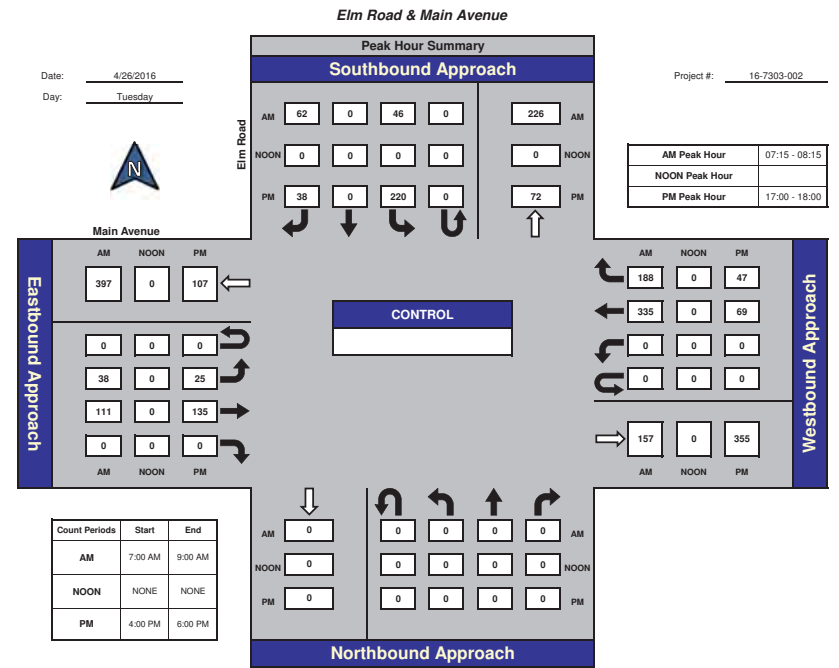 Elm Road & Main Avenue
Peak Hour Summary
Southbound Approach
Date: 4/26/2016
Day: Tuesday
Project #: 16-7303-002
N
Elm Road
AM 62 0 46 0 226 AM
NOON 0 0 0 0 0 NOON
PM 38 0 220 0 72 PM
AM Peak Hour 07:15 - 08:15
NOON Peak Hour
PM Peak Hour 17:00 - 18:00
Main Avenue
Eastbound Approach
AM NOON PM
397 0 107
0 0 0
38 0 25
111 0 135
0 0 0
AM NOON PM
CONTROL
AM NOON PM
188 0 47
335 0 69
0 0 0
0 0 0
157 0 355
AM NOON PM
Westbound Approach
AM 0 0 0 0 0 AM
NOON 0 0 0 0 0 NOON
PM 0 0 0 0 0 PM
Northbound Approach
Count Periods Start End
AM 7:00 AM 9:00 AM
NOON NONE NONE
PM 4:00 PM 6:00 PM